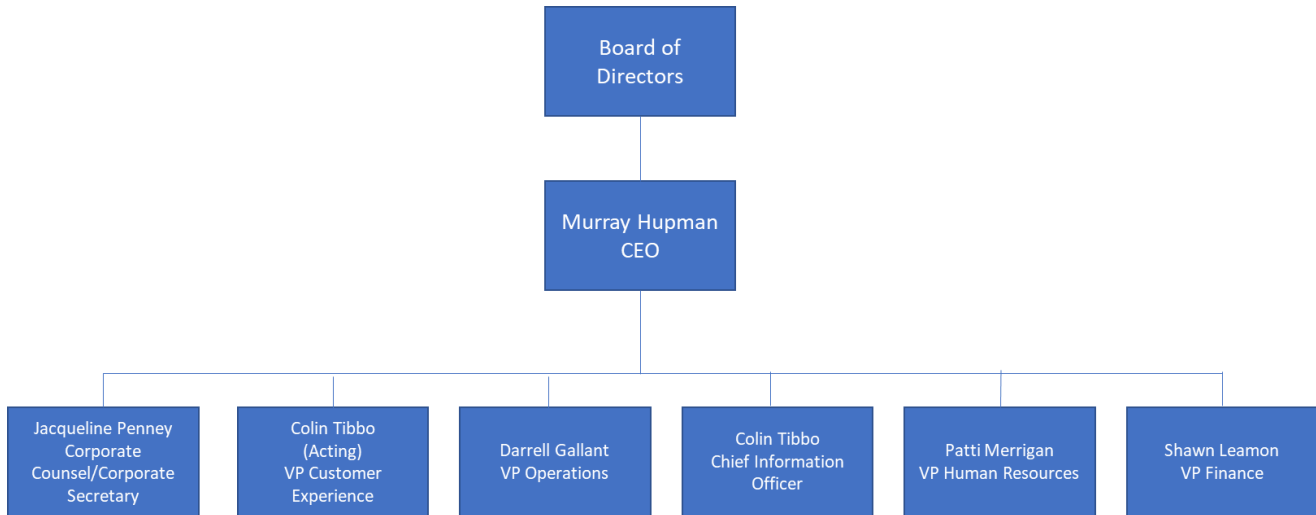 Board of
Directors
Murray Hupman
CEO
Jacqueline Penney
Corporate
Counsel/Corporate
Secretary
Colin Tibbo
(Acting)
VP Customer
Experience
Darrell Gallant
VP Operations
Colin Tibbo
Chief Information
Officer
Patti Merrigan
VP Human Resources
Shawn Leamon
VP Finance